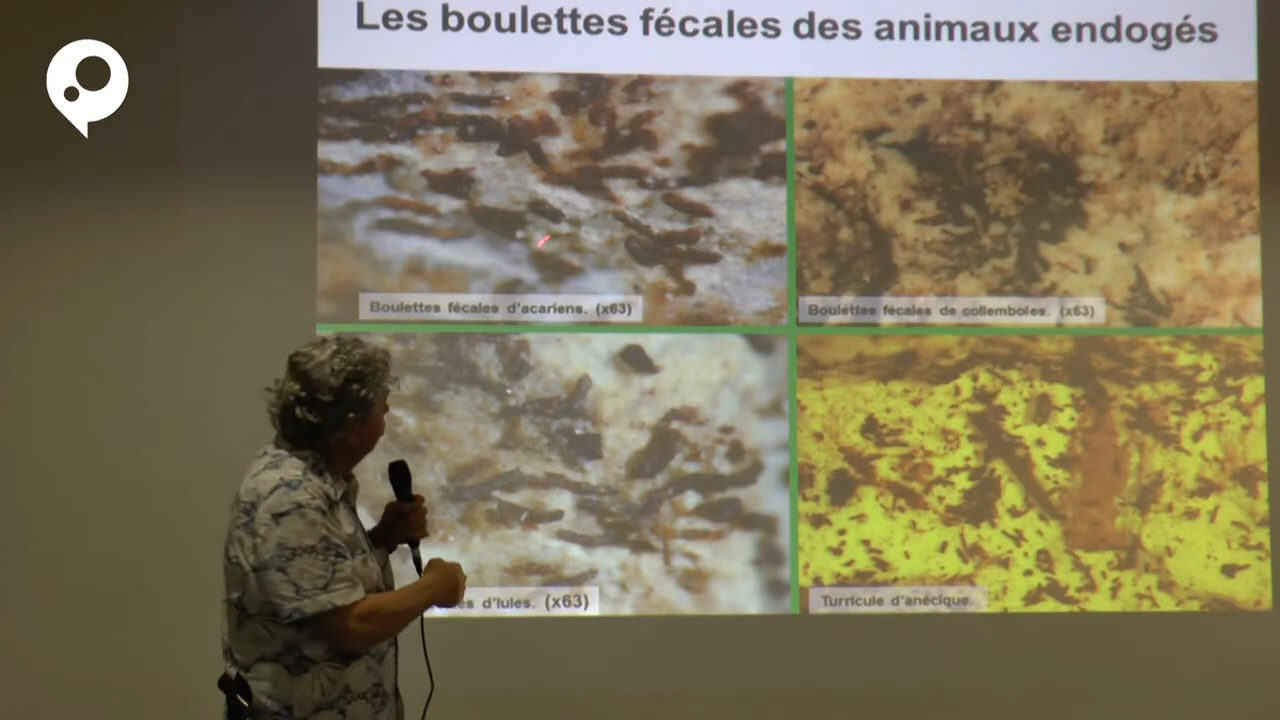 Les boulettes fécales des animaux endogés
Boulettes fécales d'acariens. (x63)
Boulettes fécales de collemboles. (x63)
d'Iules. (x63)
Turricule d'anécique.